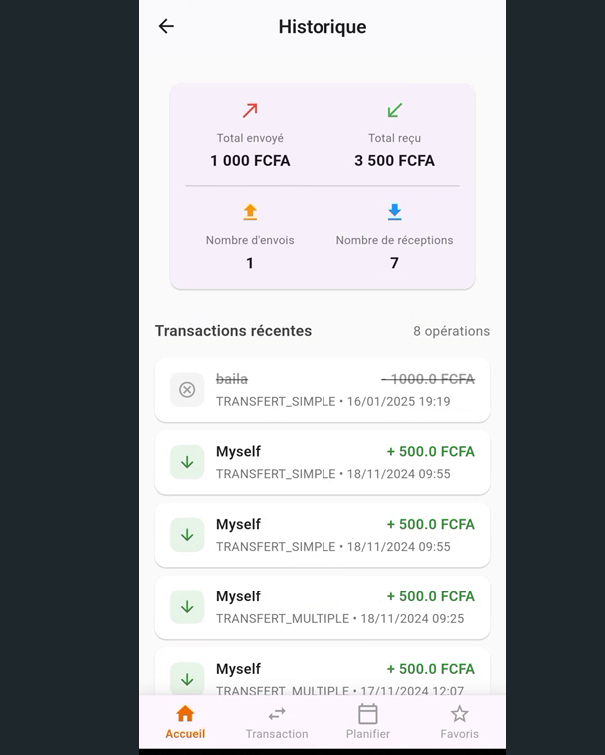 Historique
Total envoyé
Total reçu
1 000 FCFA
3 500 FCFA
Nombre d'envois
Nombre de réceptions
1
7
Transactions récentes
8 opérations
baila
- 1000.0 FCFA
TRANSFERT_SIMPLE • 16/01/2025 19:19
Myself
+ 500.0 FCFA
TRANSFERT_SIMPLE • 18/11/2024 09:55
Myself
+ 500.0 FCFA
TRANSFERT_SIMPLE • 18/11/2024 09:55
Myself
+ 500.0 FCFA
TRANSFERT_MULTIPLE • 18/11/2024 09:25
Myself
+ 500.0 FCFA
TRANSFERT_MULTIPLE • 17/11/2024 12:07
Accueil
Transaction
Planifier
Favoris